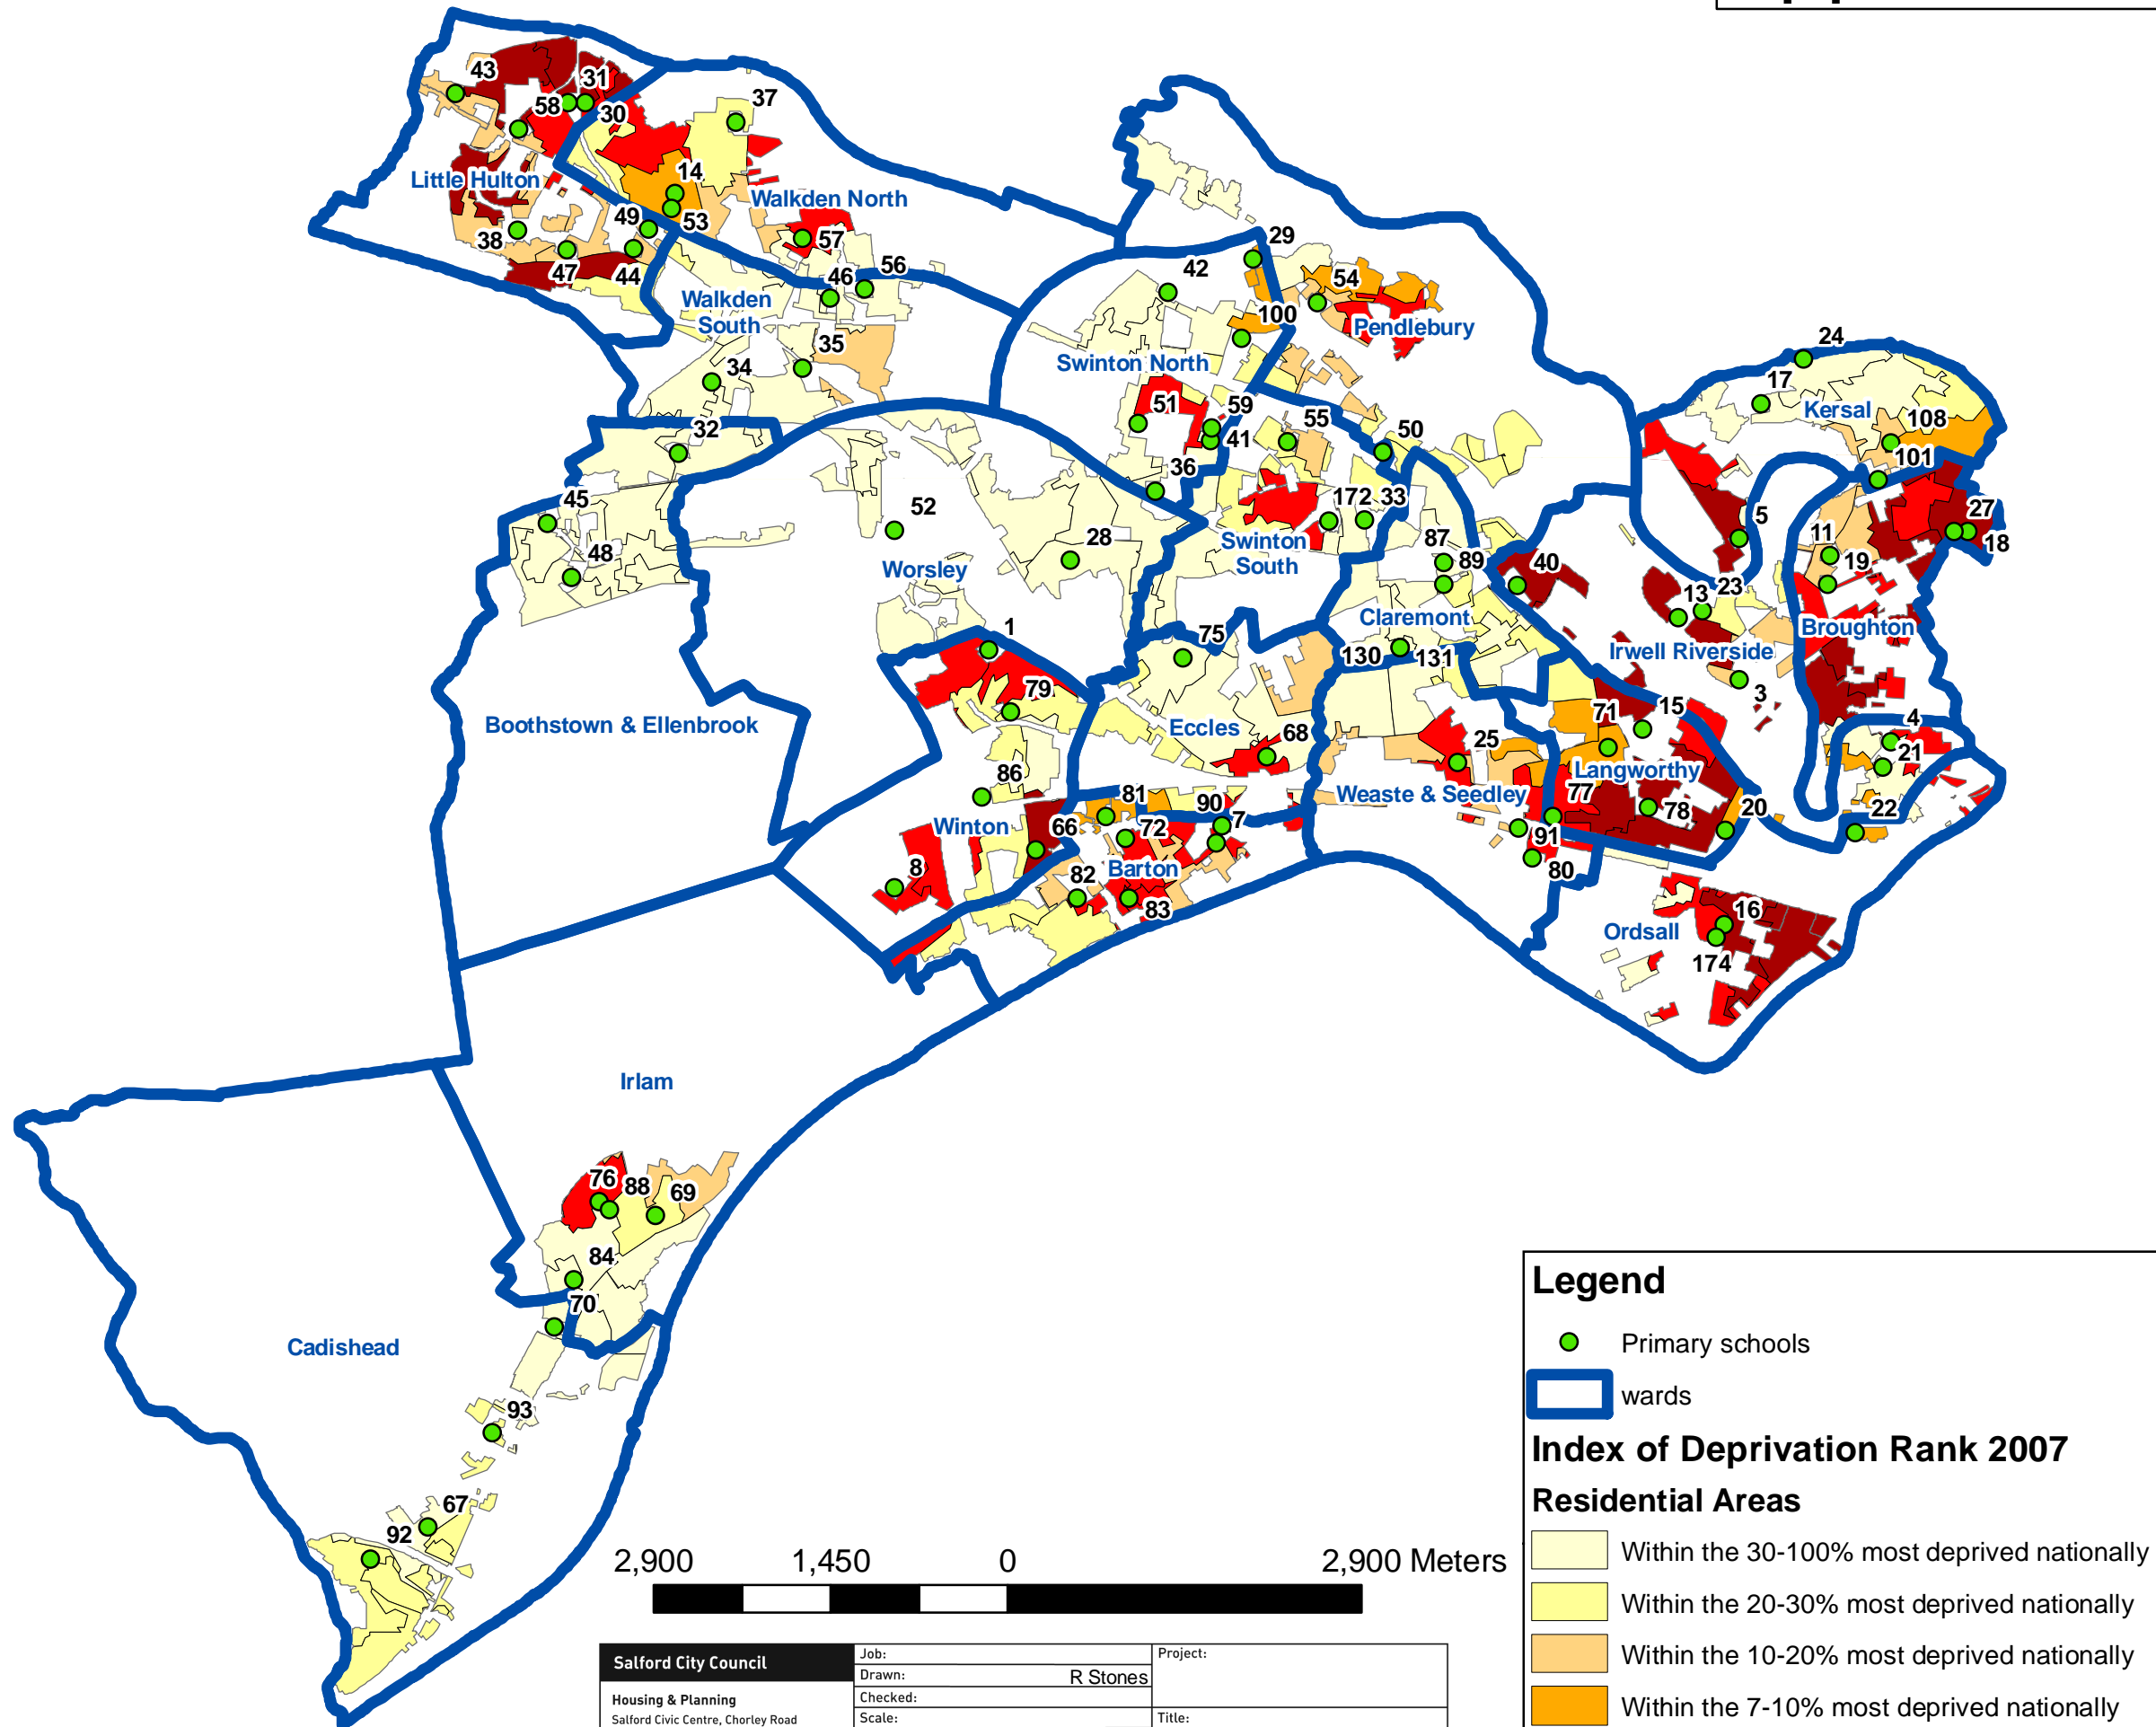 43
31
58
30
37
14
Little Hulton
Walkden North
49
53
38
57
29
47
44
46
56
42
54
Walkden
South
100
Pendlebury
35
24
34
Swinton North
17
Kersal
51
59
55
108
32
41
50
101
36
45
172
33
5
27
52
11
18
28
87
48
Swinton
South
89
40
19
Worsley
13
23
Claremont
1
75
Broughton
130
131
Irwell Riverside
79
3
Boothstown & Ellenbrook
Eccles
71
15
4
68
25
21
86
Langworthy
81
90
Weaste & Seedley
77
78
20
22
Winton
66
72
7
91
8
82
Barton
80
83
16
Ordsall
174
Irlam
76
88
69
84
70
Cadishead
93
67
92
Legend
Primary schools
wards
Index of Deprivation Rank 2007
Residential Areas
Within the 30-100% most deprived nationally
Within the 20-30% most deprived nationally
Within the 10-20% most deprived nationally
Within the 7-10% most deprived nationally
2,900 1,450 0 2,900 Meters
Salford City Council
Housing & Planning
Salford Civic Centre, Chorley Road
Job:
Drawn: R Stones
Checked:
Scale:
Project:
Title: